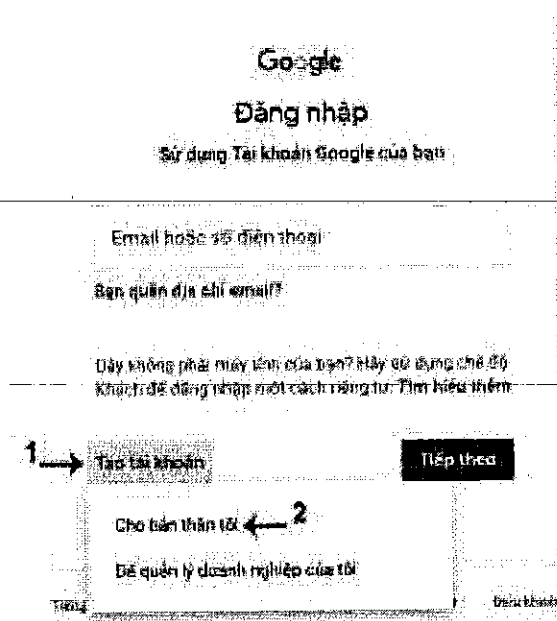 Google
Đăng nhập
Sử dụng Tài khoản Google của bạn
Email hoặc số điện thoại
Bạn quên địa chỉ email?
Đây không phải máy tính của bạn? Hãy sử dụng chế độ
Khách để đăng nhập một cách riêng tư. Tìm hiểu thêm
1 Tạo tài khoản Tiếp theo
Cho bản thân tôi 2
Để quản lý doanh nghiệp của tôi